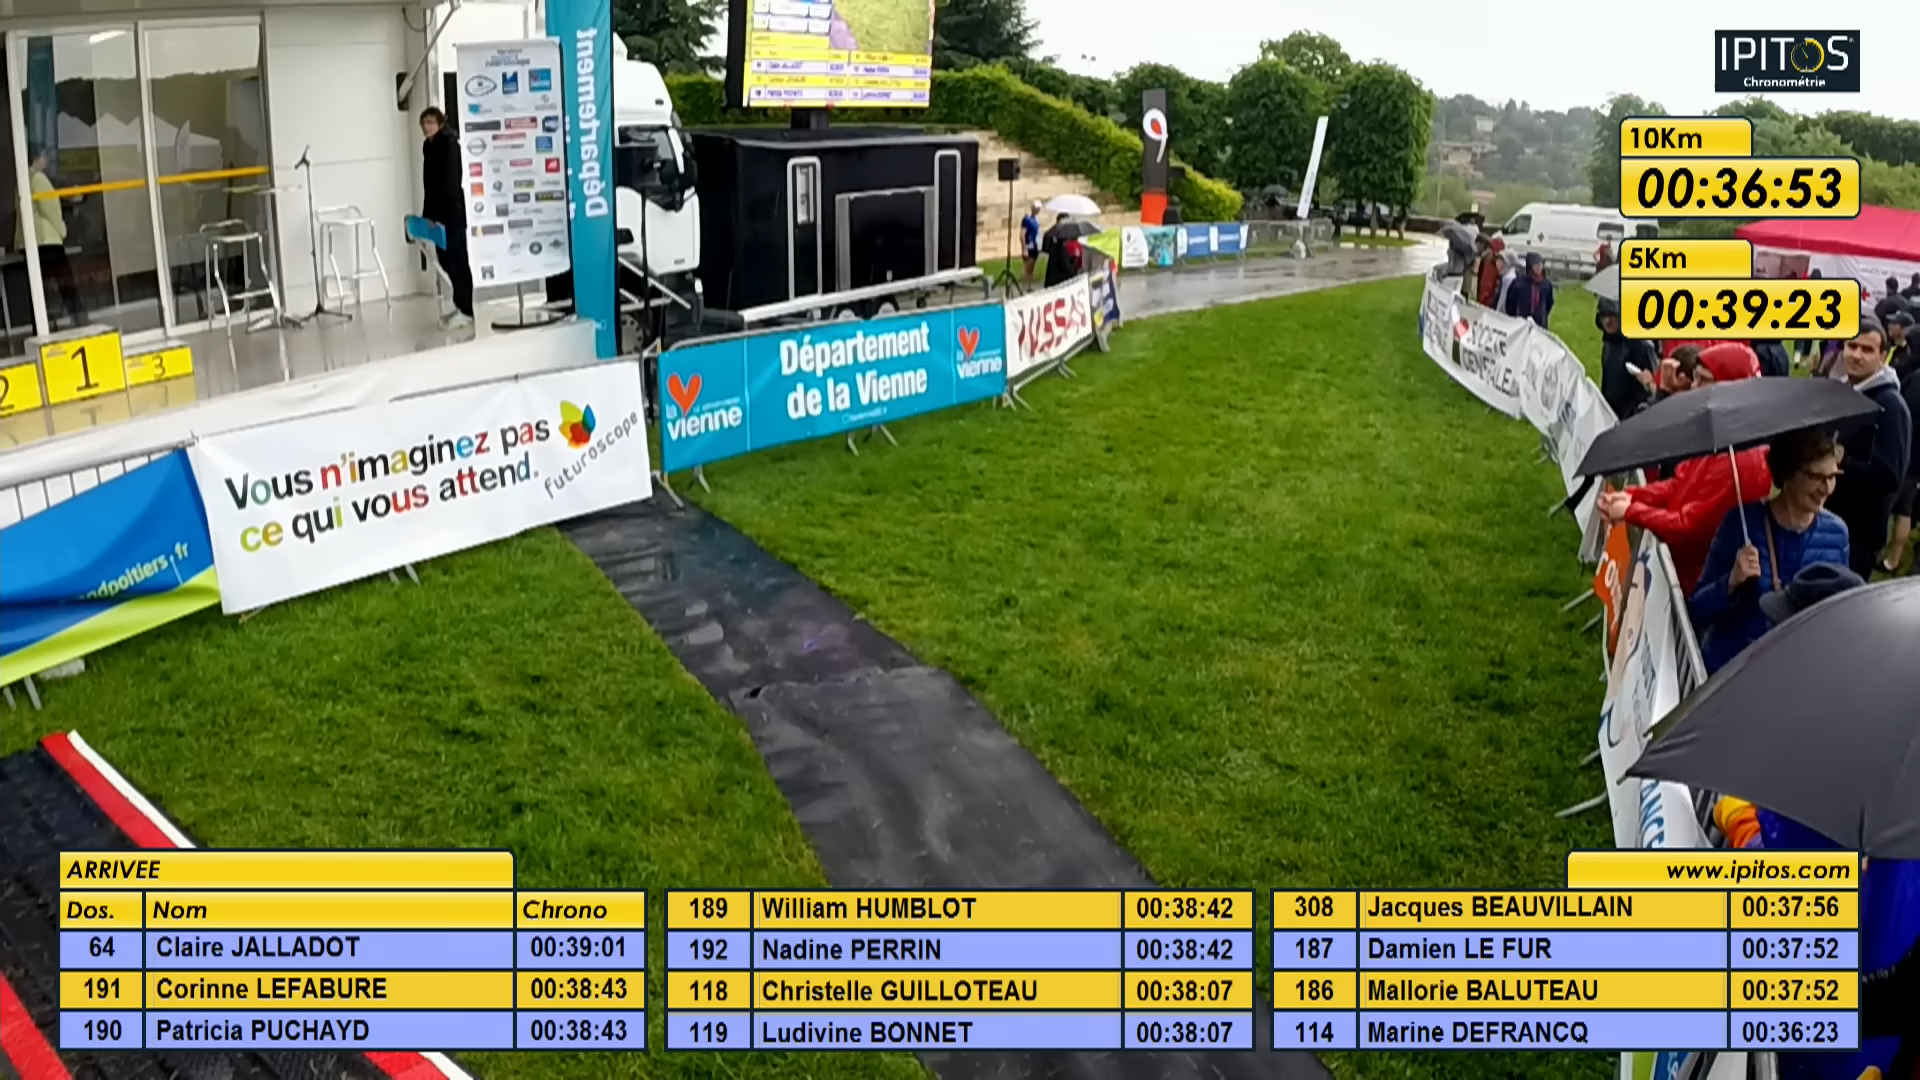 IPITOS
Chronométrie
10Km
00:36:53
5Km
00:39:23
Département
9
2
1
3
Vous n'imaginez pas
ce qui vous attend.
futuroscope
la
vienne
Département
de la Vienne
la
vienne
ndpoitiers.fr
ARRIVEE
www.ipitos.com
Dos. Nom Chrono
64 Claire JALLADOT 00:39:01
191 Corinne LEFABURE 00:38:43
190 Patricia PUCHAYD 00:38:43
189 William HUMBLOT 00:38:42
192 Nadine PERRIN 00:38:42
118 Christelle GUILLOTEAU 00:38:07
119 Ludivine BONNET 00:38:07
308 Jacques BEAUVILLAIN 00:37:56
187 Damien LE FUR 00:37:52
186 Mallorie BALUTEAU 00:37:52
114 Marine DEFRANCQ 00:36:23